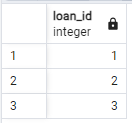 loan_id
integer
1 1
2 2
3 3